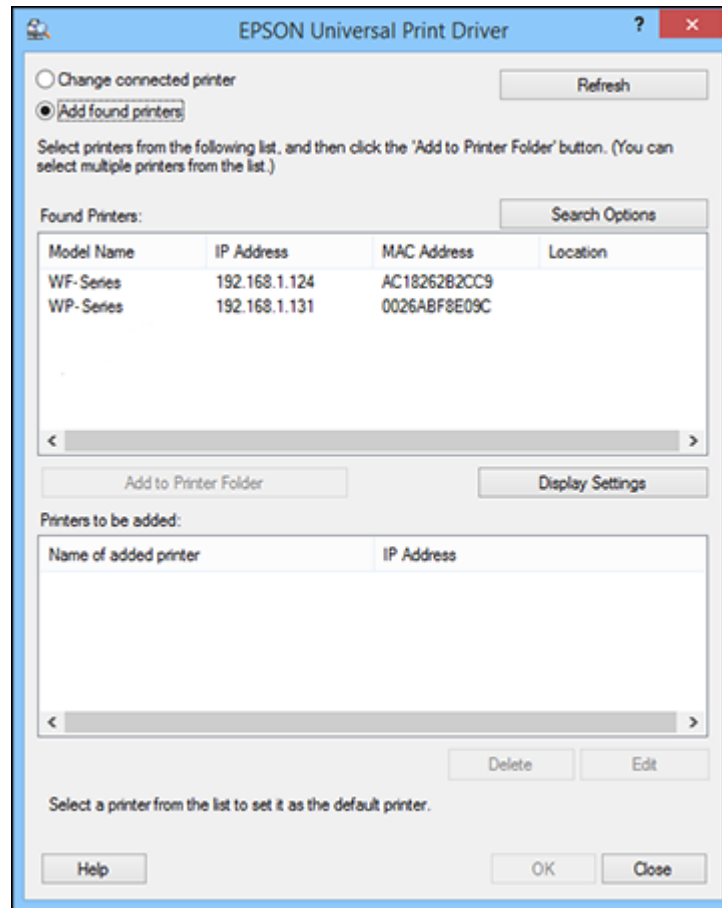 EPSON Universal Print Driver
? ×
Change connected printer
Refresh
Add found printers
Select printers from the following list, and then click the 'Add to Printer Folder' button. (You can
select multiple printers from the list.)
Found Printers:
Search Options
Model Name IP Address MAC Address Location
WF-Series 192.168.1.124 AC18262B2CC9
WP-Series 192.168.1.131 0026ABF8E09C
Add to Printer Folder
Display Settings
Printers to be added:
Name of added printer IP Address
Delete Edit
Select a printer from the list to set it as the default printer.
Help OK Close